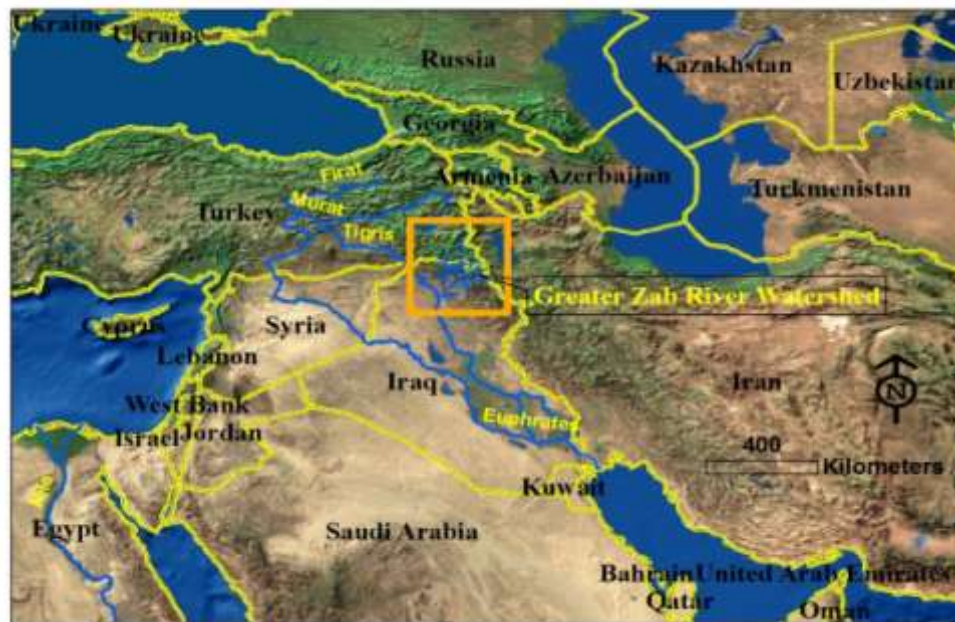 Ukraine
Ukraine
Russia
Kazakhstan
Uzbekistan
Georgia
Firat
Armenia
Azerbaijan
Turkmenistan
Turkey
Murat
Tigris
Greater Zab River Watershed
Cyprus
Syria
Lebanon
Iraq
Iran
N
West Bank
Israel
Jordan
Euphrates
400
Kilometers
Kuwait
Egypt
Saudi Arabia
Bahrain
United Arab Emirates
Qatar
Oman